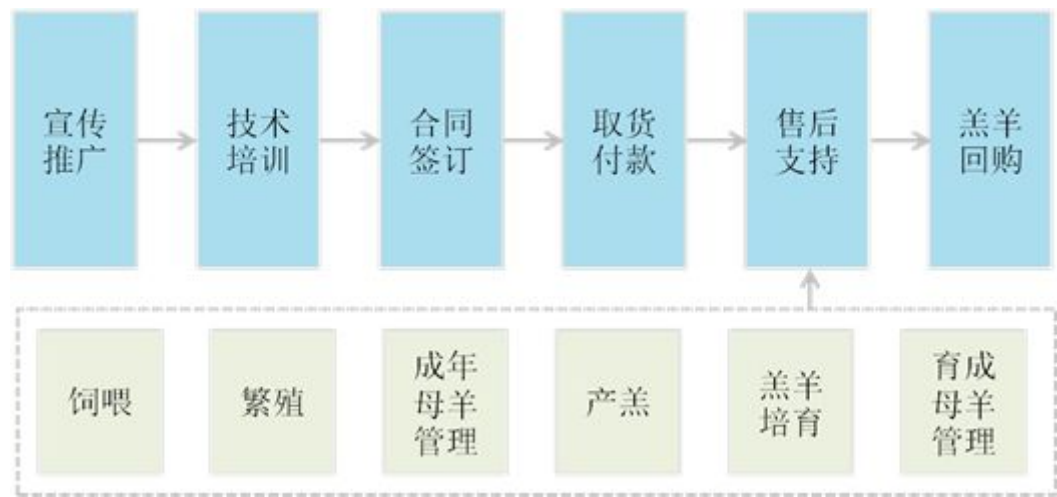 宣传
推广
技术
培训
合同
签订
取货
付款
售后
支持
羔羊
回购
饲喂
繁殖
成年
母羊
管理
产羔
羔羊
培育
育成
母羊
管理